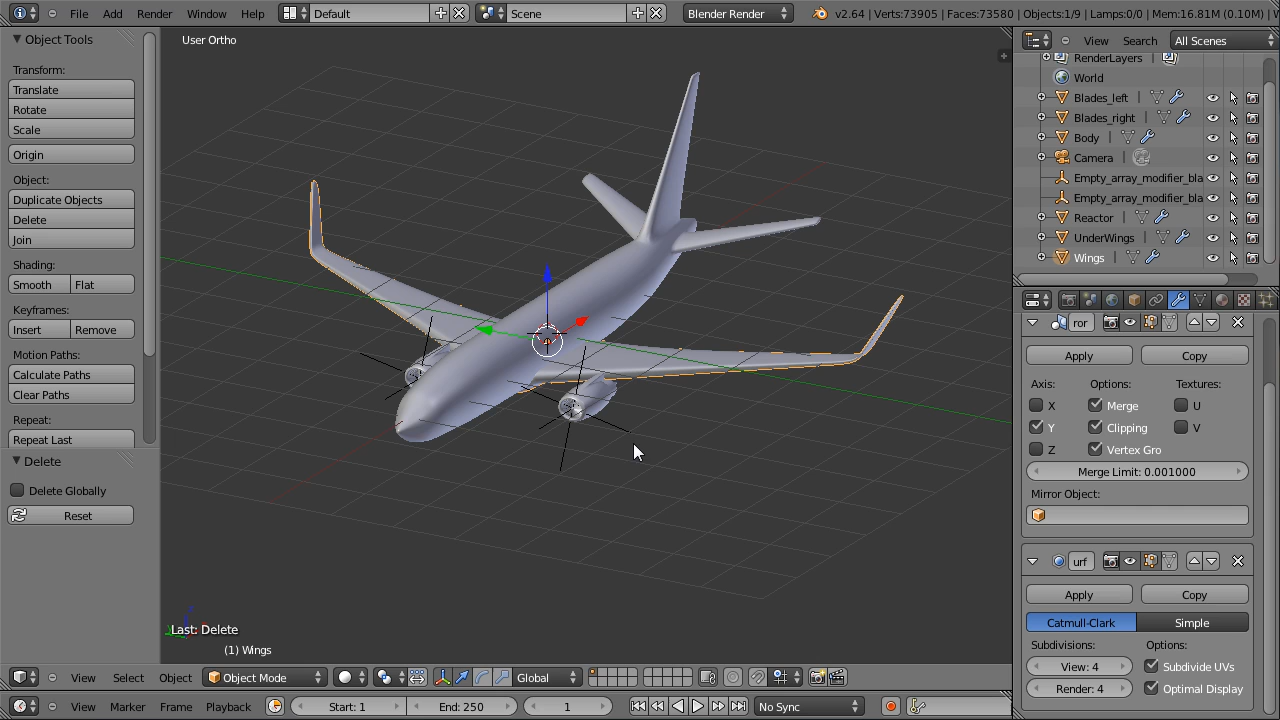 File Add Render Window Help Default Scene Blender Render v2.64 | Verts:73905 | Faces:73580 | Objects:1/9 | Lamps:0/0 | Mem:16.81M (0.10M) |
Object Tools
Transform:
Translate
Rotate
Scale
Origin
Object:
Duplicate Objects
Delete
Join
Shading:
Smooth Flat
Keyframes:
Insert Remove
Motion Paths:
Calculate Paths
Clear Paths
Repeat:
Repeat Last
Delete
Delete Globally
Reset
User Ortho
Last: Delete
(1) Wings
View Search All Scenes
RenderLayers
World
Blades_left
Blades_right
Body
Camera
Empty_array_modifier_bla
Empty_array_modifier_bla
Reactor
UnderWings
Wings
ror
Apply Copy
Axis: Options: Textures:
X Merge U
Y Clipping V
Z Vertex Gro
Merge Limit: 0.001000
Mirror Object:
urf
Apply Copy
Catmull-Clark Simple
Subdivisions: Options:
View: 4 Subdivide UVs
Render: 4 Optimal Display
View Select Object Object Mode Global
View Marker Frame Playback Start: 1 End: 250 1 No Sync